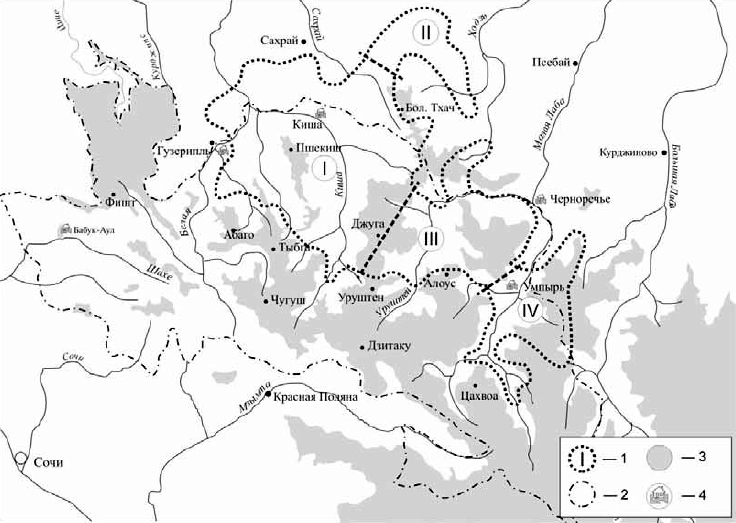 Сахрай
Сахрай
II
Ходзь
Псебай
Пшеха
Курджипс
Бол. Тхач
Малая Лаба
Киша
Гузерипль
Пшекиш
I
Курджиново
Большая Лаба
Фишт
Белая
Черноречье
Бабук-Аул
Абаго
Тыбга
Джуга
III
Шахе
Чугуш
Уруштен
Уруштен
Алоус
Умпырь
IV
Дзитаку
Сочи
Мзымта
Красная Поляна
Цахвоа
Сочи
I — 1
— 3
— 2
— 4